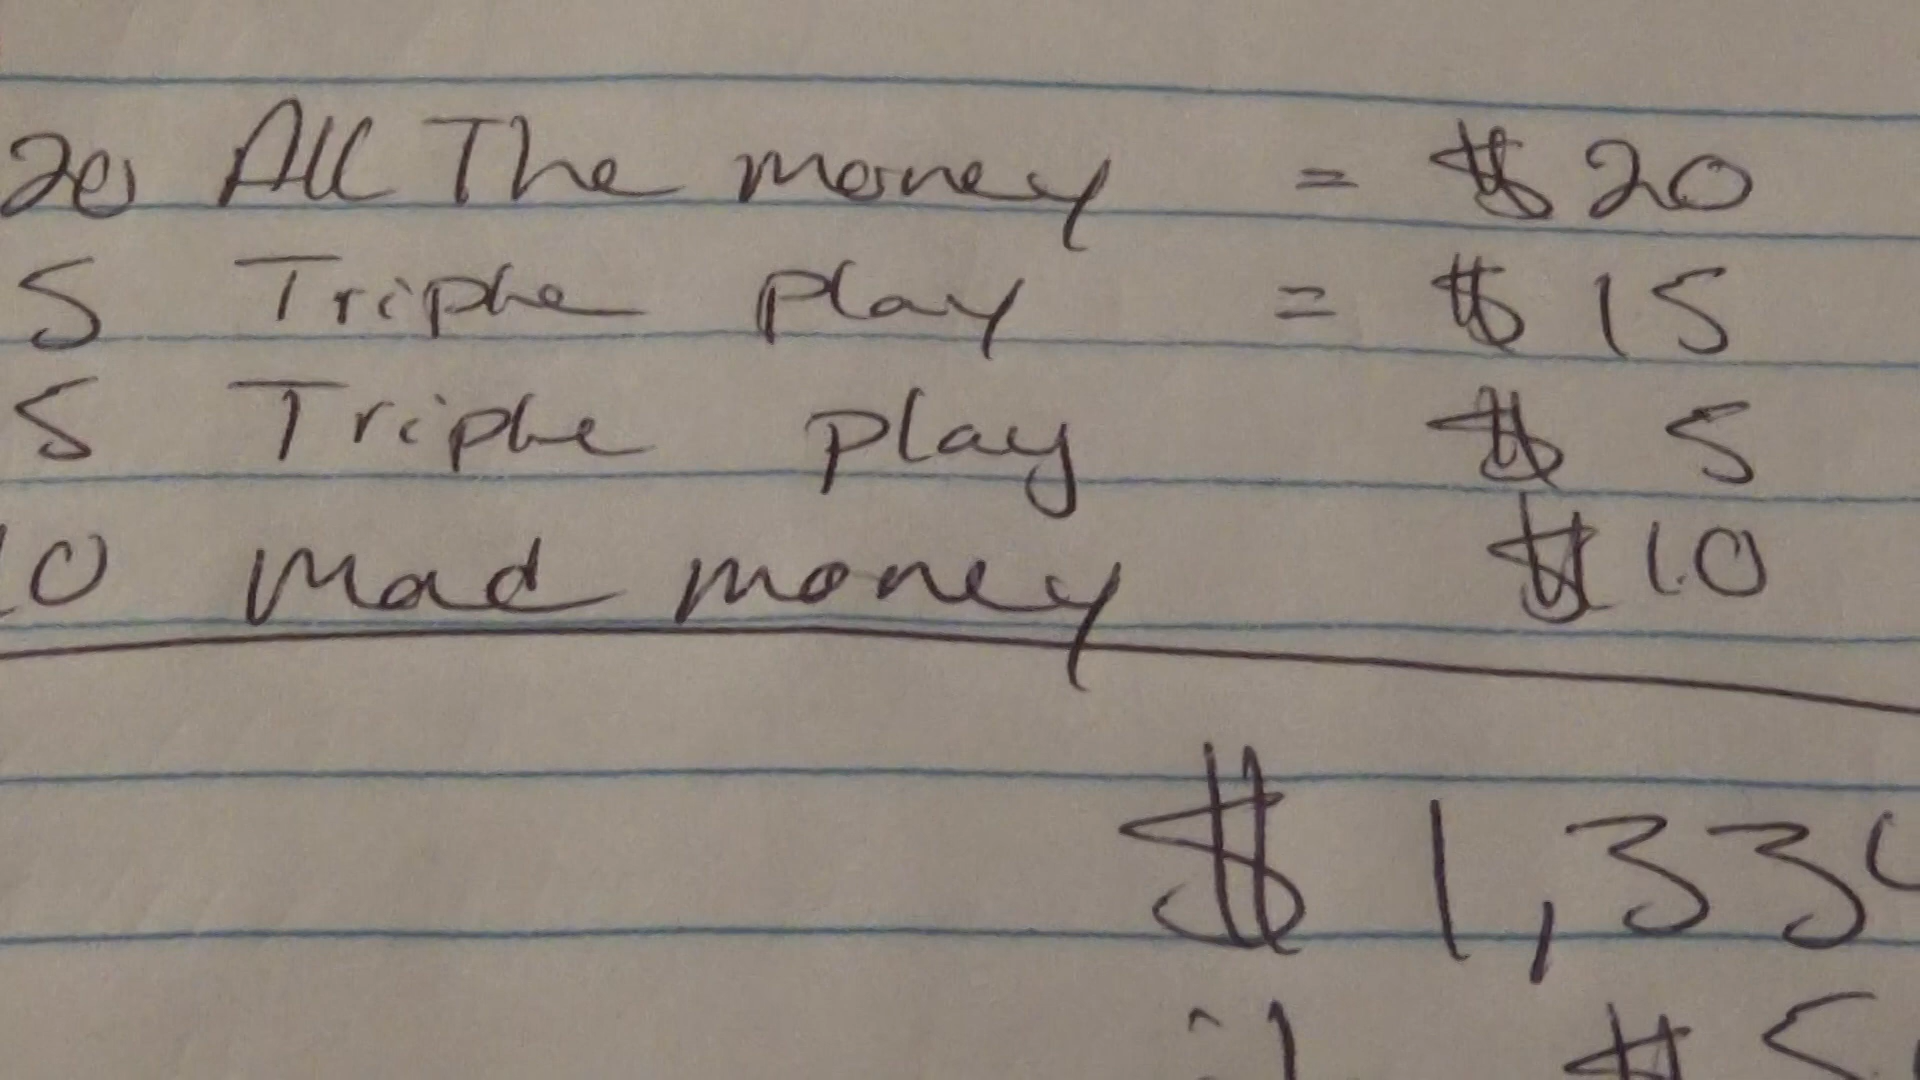 20 All The money = $ 20
5 Triple play = $ 15
5 Triple play $ 5
10 Mad money $ 10
$ 1,33
$ 5